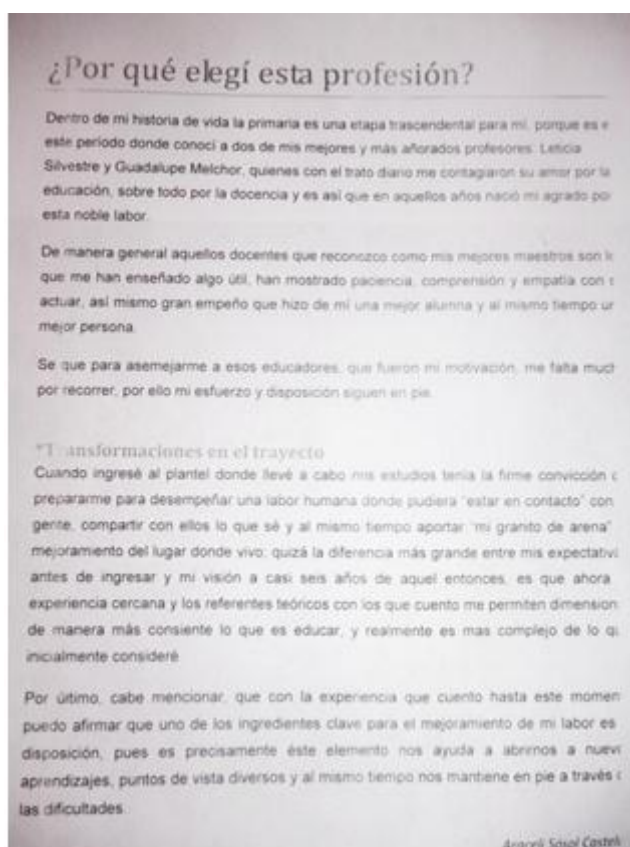 ¿Por qué elegí esta profesión?
Dentro de mi historia de vida la primaria es una etapa trascendental para mí, porque es
este período donde conocí a dos de mis mejores y más añorados profesores: Leticia
Silvestre y Guadalupe Melchor, quienes con el trato diario me contagiaron su amor por la
educación, sobre todo por la docencia y es así que en aquellos años nació mi agrado por
esta noble labor.
De manera general aquellos docentes que reconozco como mis mejores maestros son
que me han enseñado algo útil, han mostrado paciencia, comprensión y empatía con
actuar, así mismo gran empeño que hizo de mí una mejor alumna y al mismo tiempo
mejor persona.
Se que para asemejarme a esos educadores, que fueron mi motivación, me falta
por recorrer, por ello mi esfuerzo y disposición siguen en pie.
*Transformaciones en el trayecto
Cuando ingresé al plantel donde llevé a cabo mis estudios tenía la firme convicción
prepararme para desempeñar una labor humana donde pudiera "estar en contacto" con
gente, compartir con ellos lo que sé y al mismo tiempo aportar "mi granito de arena"
mejoramiento del lugar donde vivo; quizá la diferencia más grande entre mis
antes de ingresar y mi visión a casi seis años de aquel entonces, es que ahora
experiencia cercana y los referentes teóricos con los que cuento me permiten dimension
de manera más consiente lo que es educar, y realmente es mas complejo de lo
inicialmente consideré.
Por último, cabe mencionar, que con la experiencia que cuento hasta este momen
puedo afirmar que uno de los ingredientes clave para el mejoramiento de mi labor es
disposición, pues es precisamente éste elemento nos ayuda a abrirnos a
aprendizajes, puntos de vista diversos y al mismo tiempo nos mantiene en pie a través
las dificultades.
Araceli